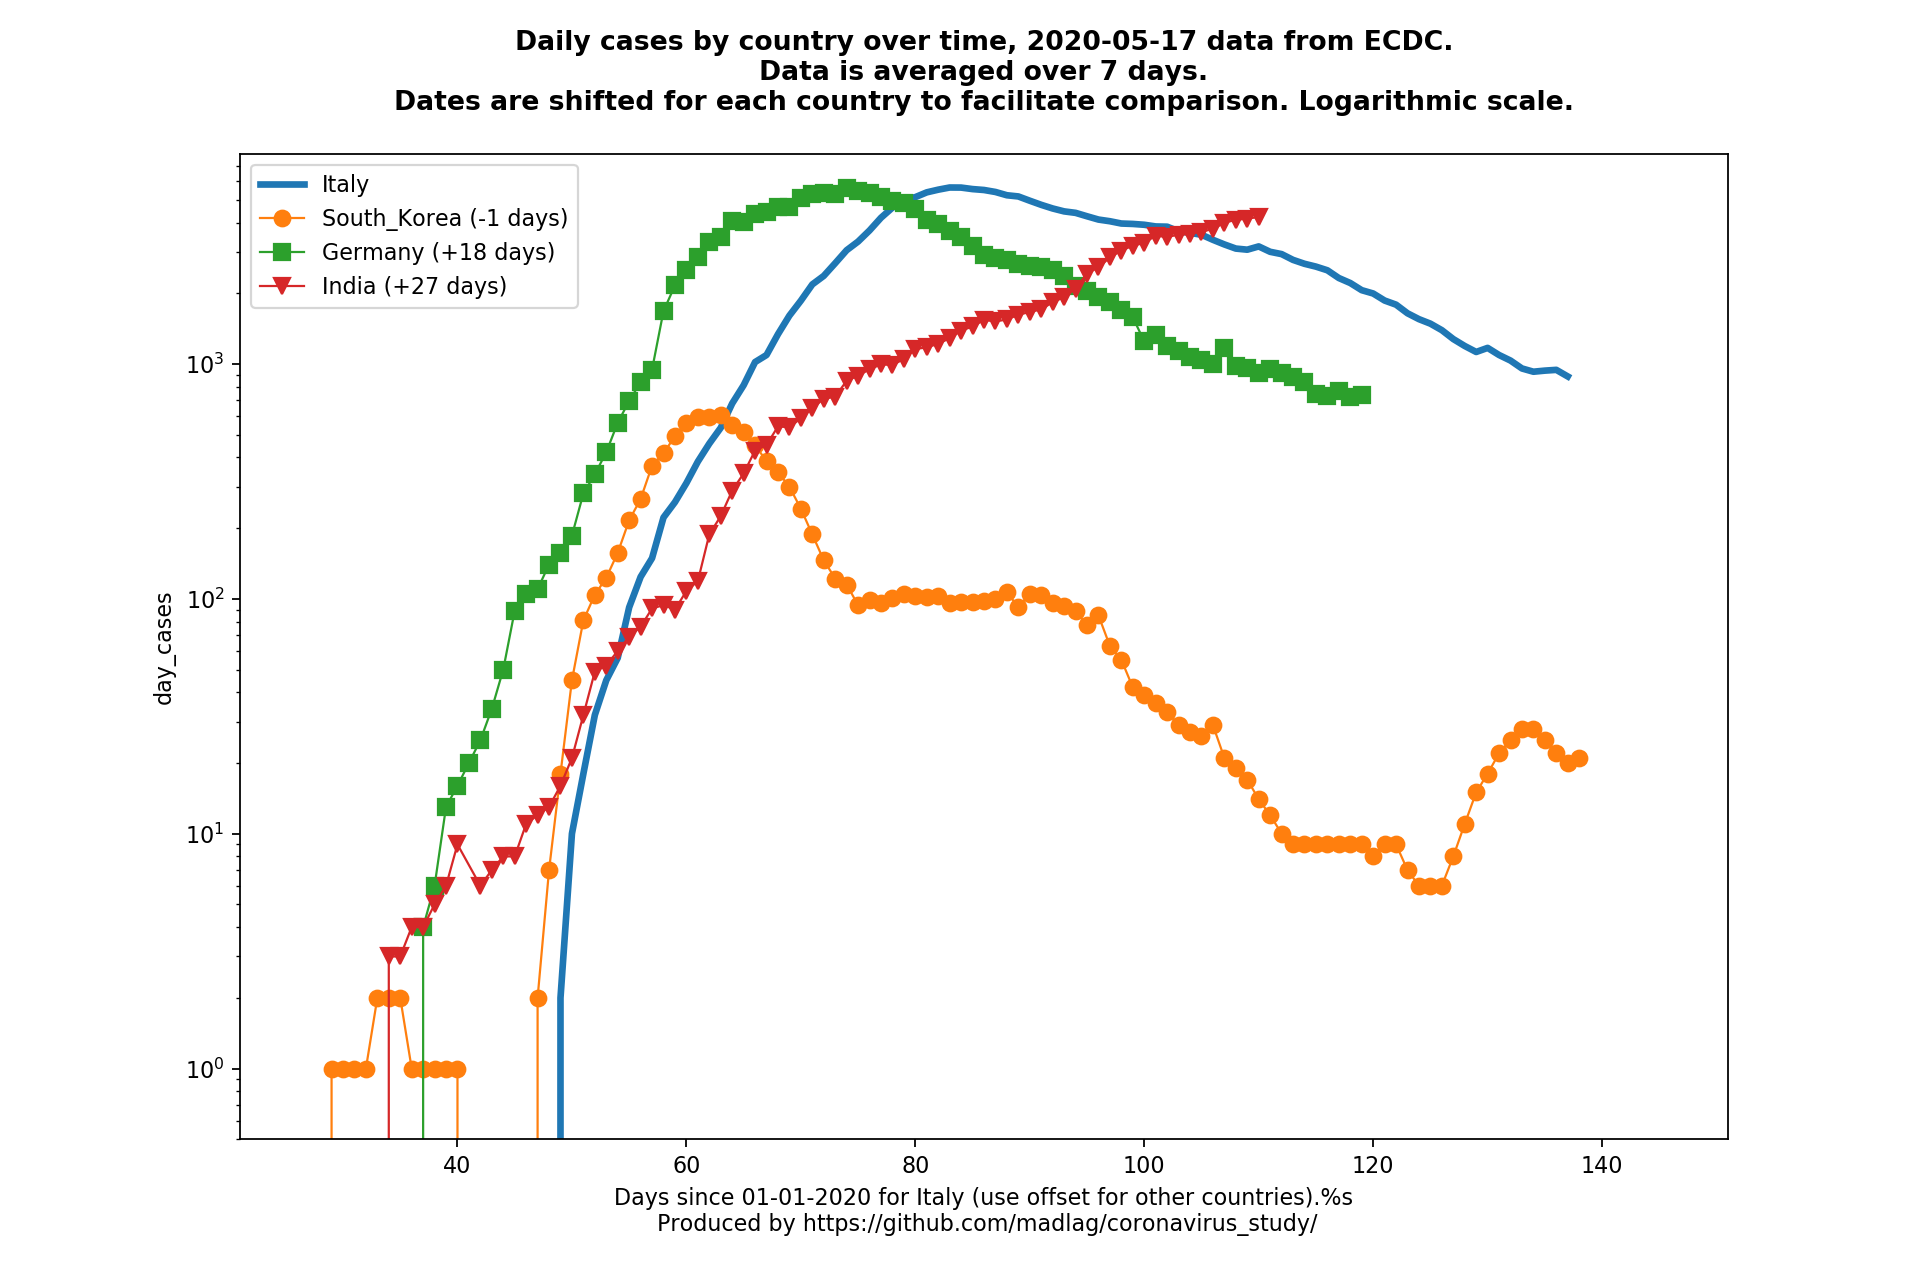 Daily cases by country over time, 2020-05-17 data from ECDC.
Data is averaged over 7 days.
Dates are shifted for each country to facilitate comparison. Logarithmic scale.
Italy
South_Korea (-1 days)
Germany (+18 days)
India (+27 days)
10³
10²
10¹
10⁰
day_cases
40 60 80 100 120 140
Days since 01-01-2020 for Italy (use offset for other countries).%s
Produced by https://github.com/madlag/coronavirus_study/